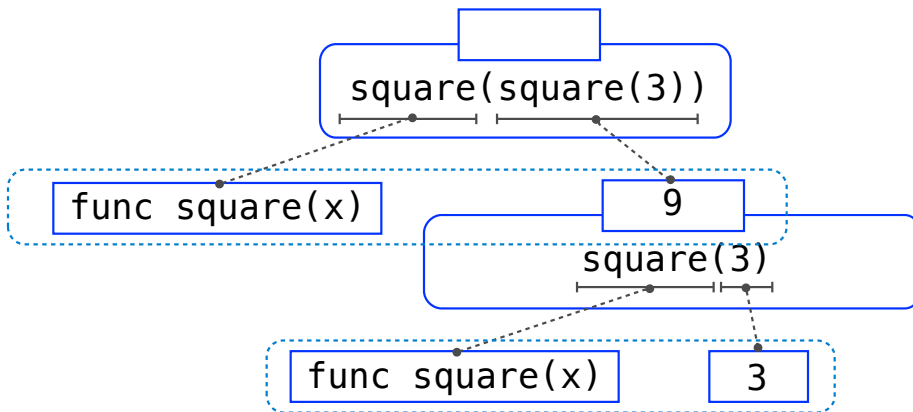 square(square(3))
func square(x)
9
square(3)
func square(x)
3